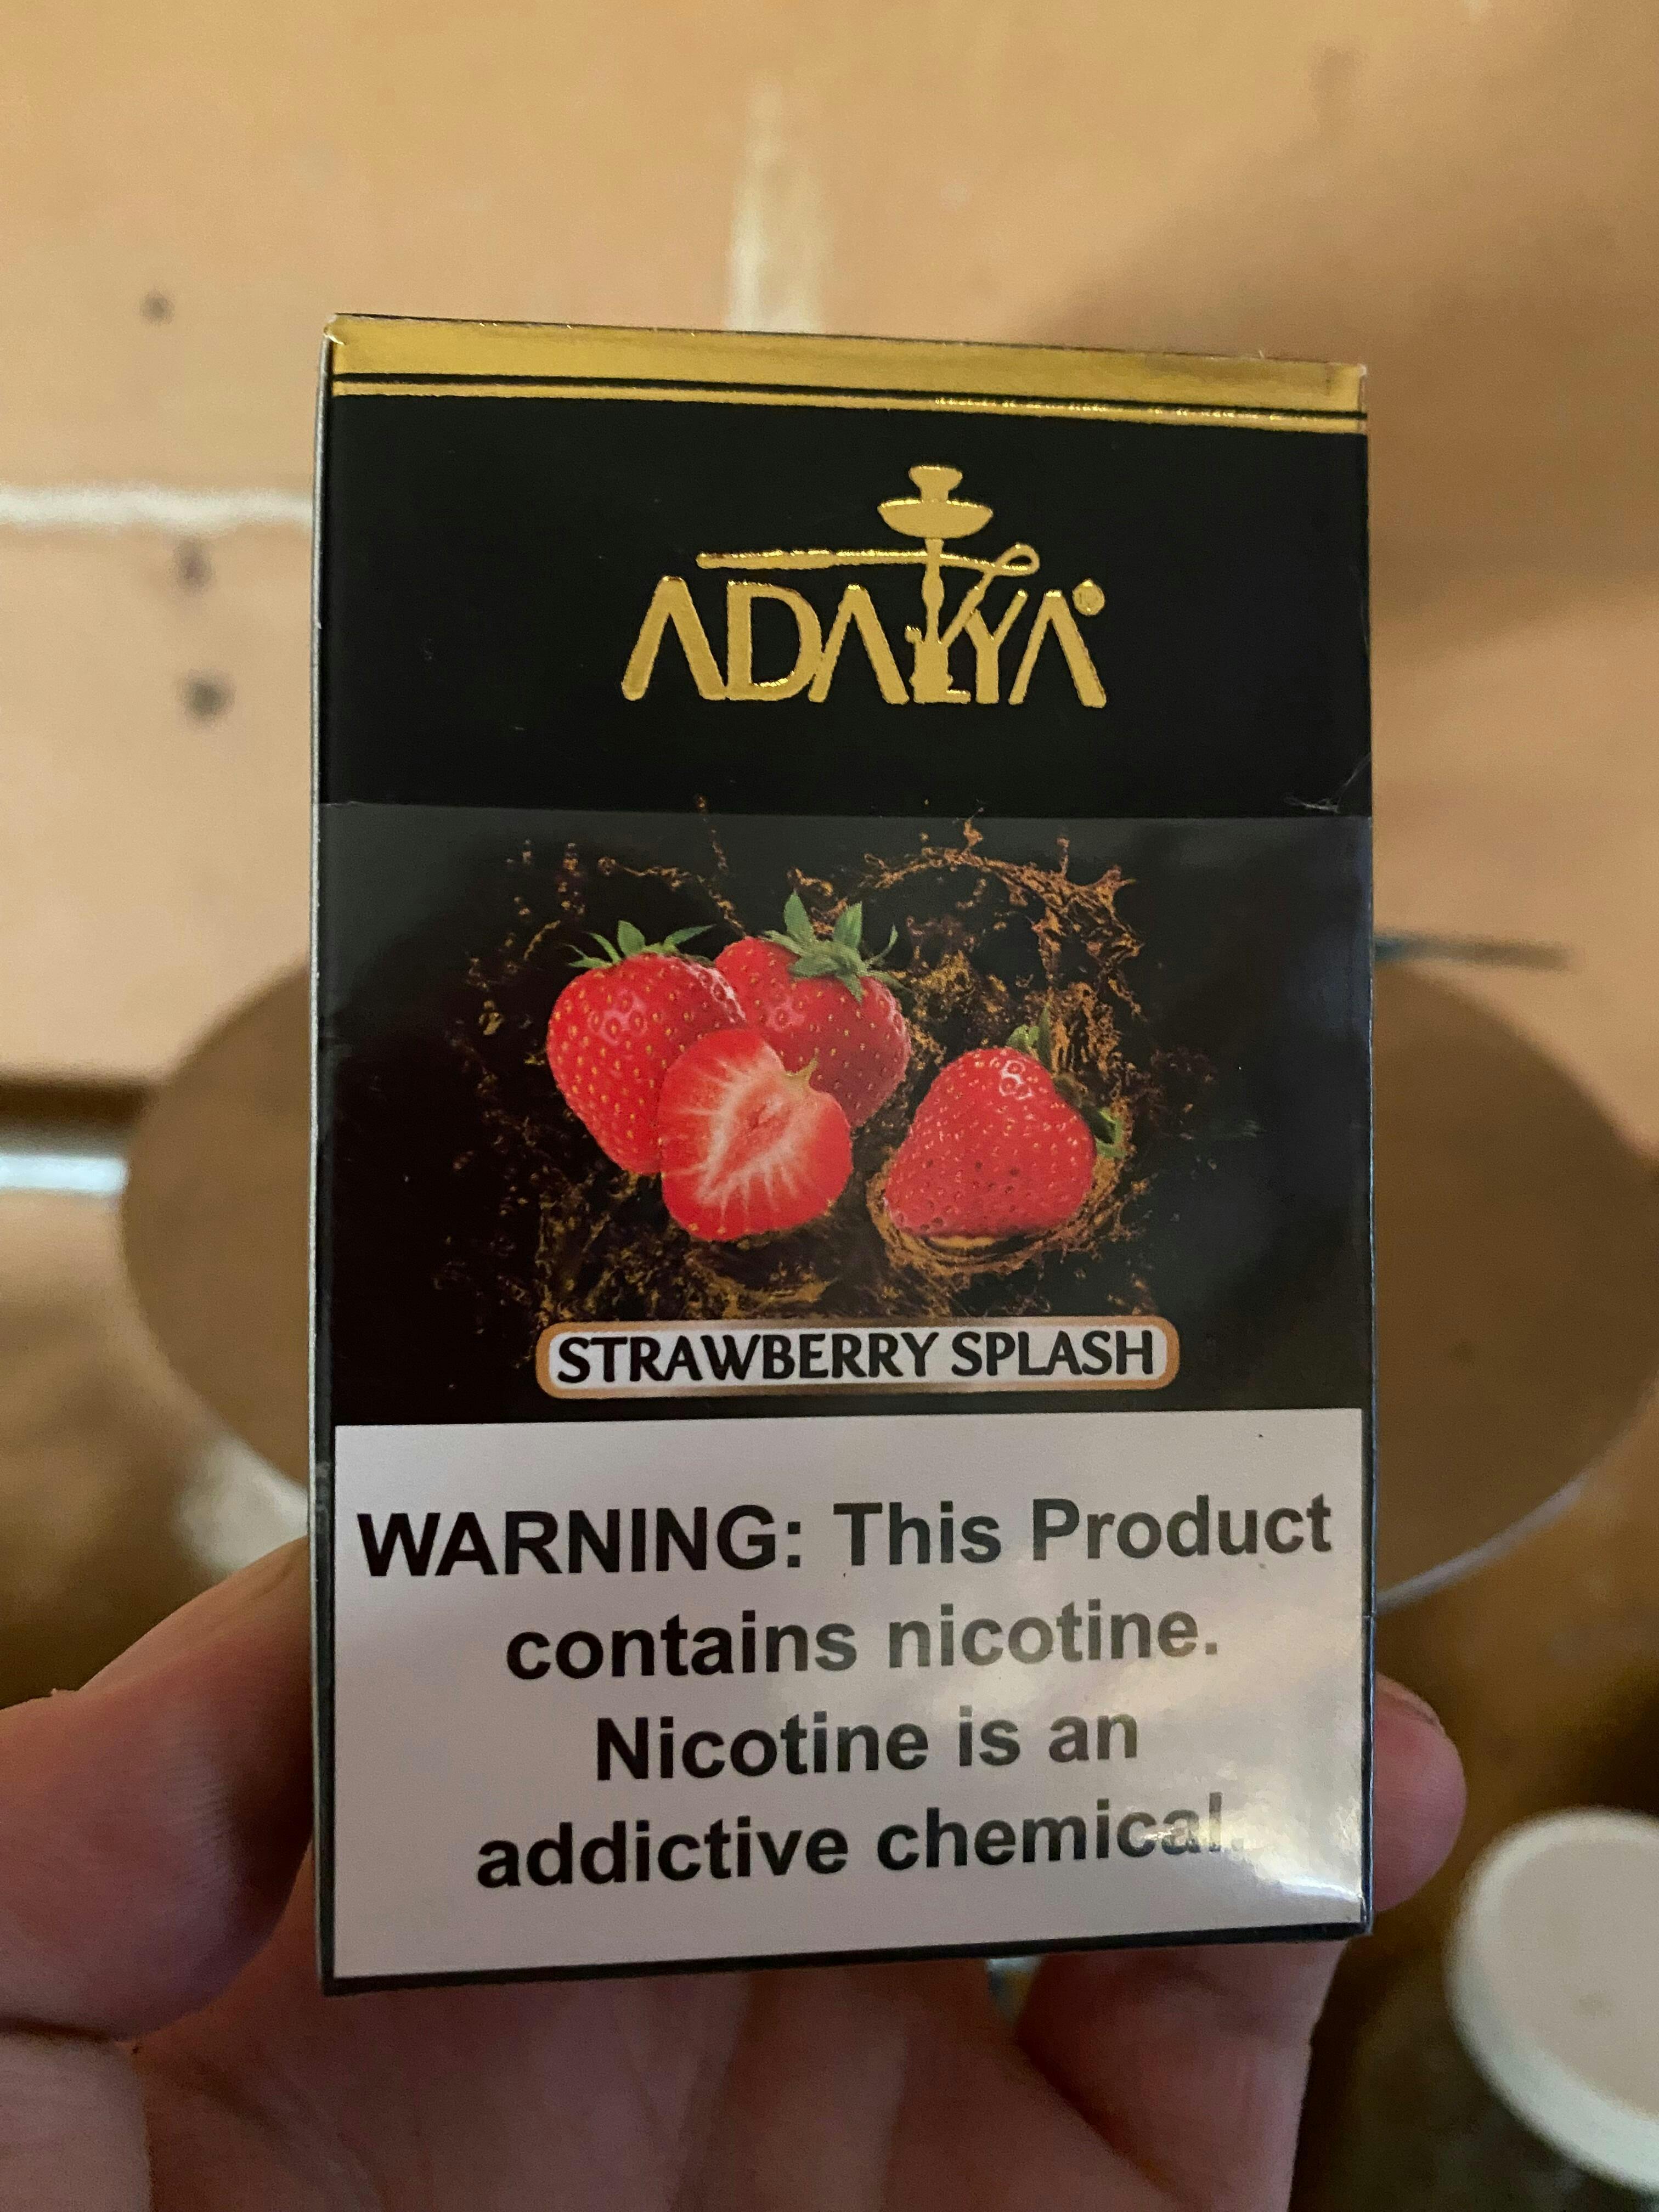 ADALYA
STRAWBERRY SPLASH
WARNING: This Product
contains nicotine.
Nicotine is an
addictive chemical.